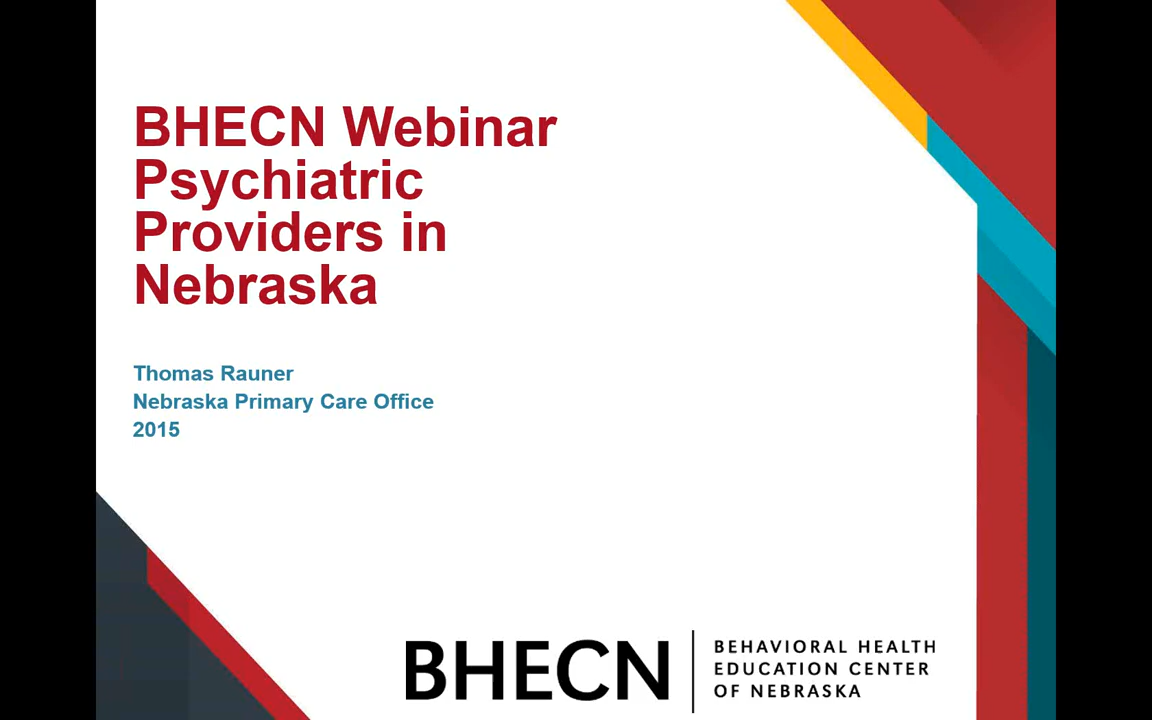 BHECN Webinar
Psychiatric
Providers in
Nebraska
Thomas Rauner
Nebraska Primary Care Office
2015
BHECN
BEHAVIORAL HEALTH
EDUCATION CENTER
OF NEBRASKA